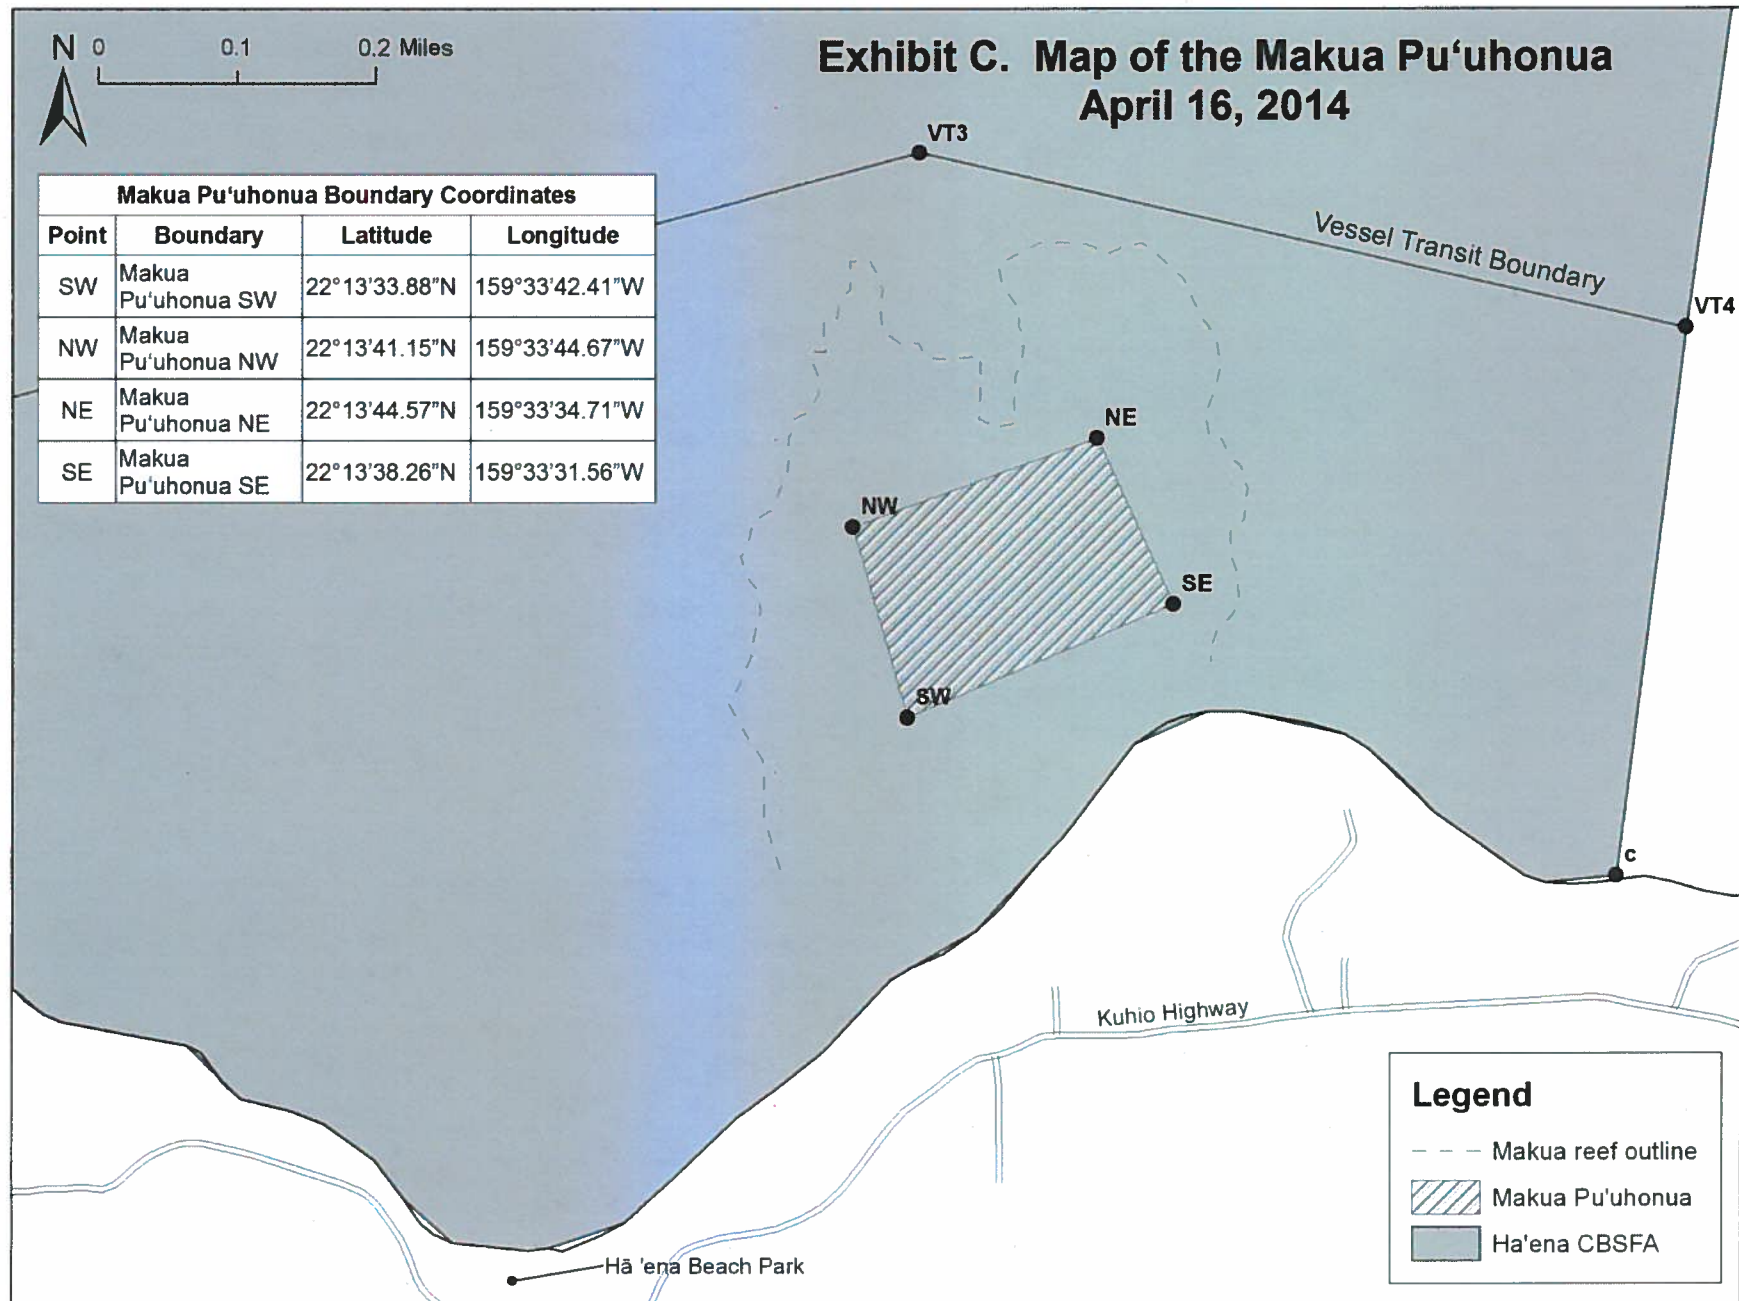 Exhibit C. Map of the Makua Pu‘uhonua
April 16, 2014
N 0 0.1 0.2 Miles
VT3
Makua Pu‘uhonua Boundary Coordinates
Point Boundary Latitude Longitude
SW Makua Pu‘uhonua SW 22°13'33.88"N 159°33'42.41"W
NW Makua Pu‘uhonua NW 22°13'41.15"N 159°33'44.67"W
NE Makua Pu‘uhonua NE 22°13'44.57"N 159°33'34.71"W
SE Makua Pu‘uhonua SE 22°13'38.26"N 159°33'31.56"W
Vessel Transit Boundary
VT4
NE
NW
SE
SW
c
Kuhio Highway
Hā 'ena Beach Park
Legend
Makua reef outline
Makua Pu'uhonua
Ha'ena CBSFA